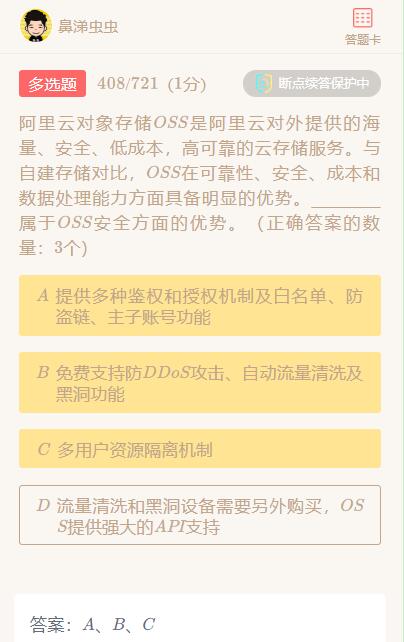 鼻涕虫虫
答题卡
多选题 408/721 (1分) 断点续答保护中
阿里云对象存储OSS是阿里云对外提供的海
量、安全、低成本，高可靠的云存储服务。与
自建存储对比，OSS在可靠性、安全、成本和
数据处理能力方面具备明显的优势。________
属于OSS安全方面的优势。（正确答案的数
量：3个）
A 提供多种鉴权和授权机制及白名单、防
盗链、主子账号功能
B 免费支持防DDoS攻击、自动流量清洗及
黑洞功能
C 多用户资源隔离机制
D 流量清洗和黑洞设备需要另外购买，OS
S提供强大的API支持
答案：A、B、C